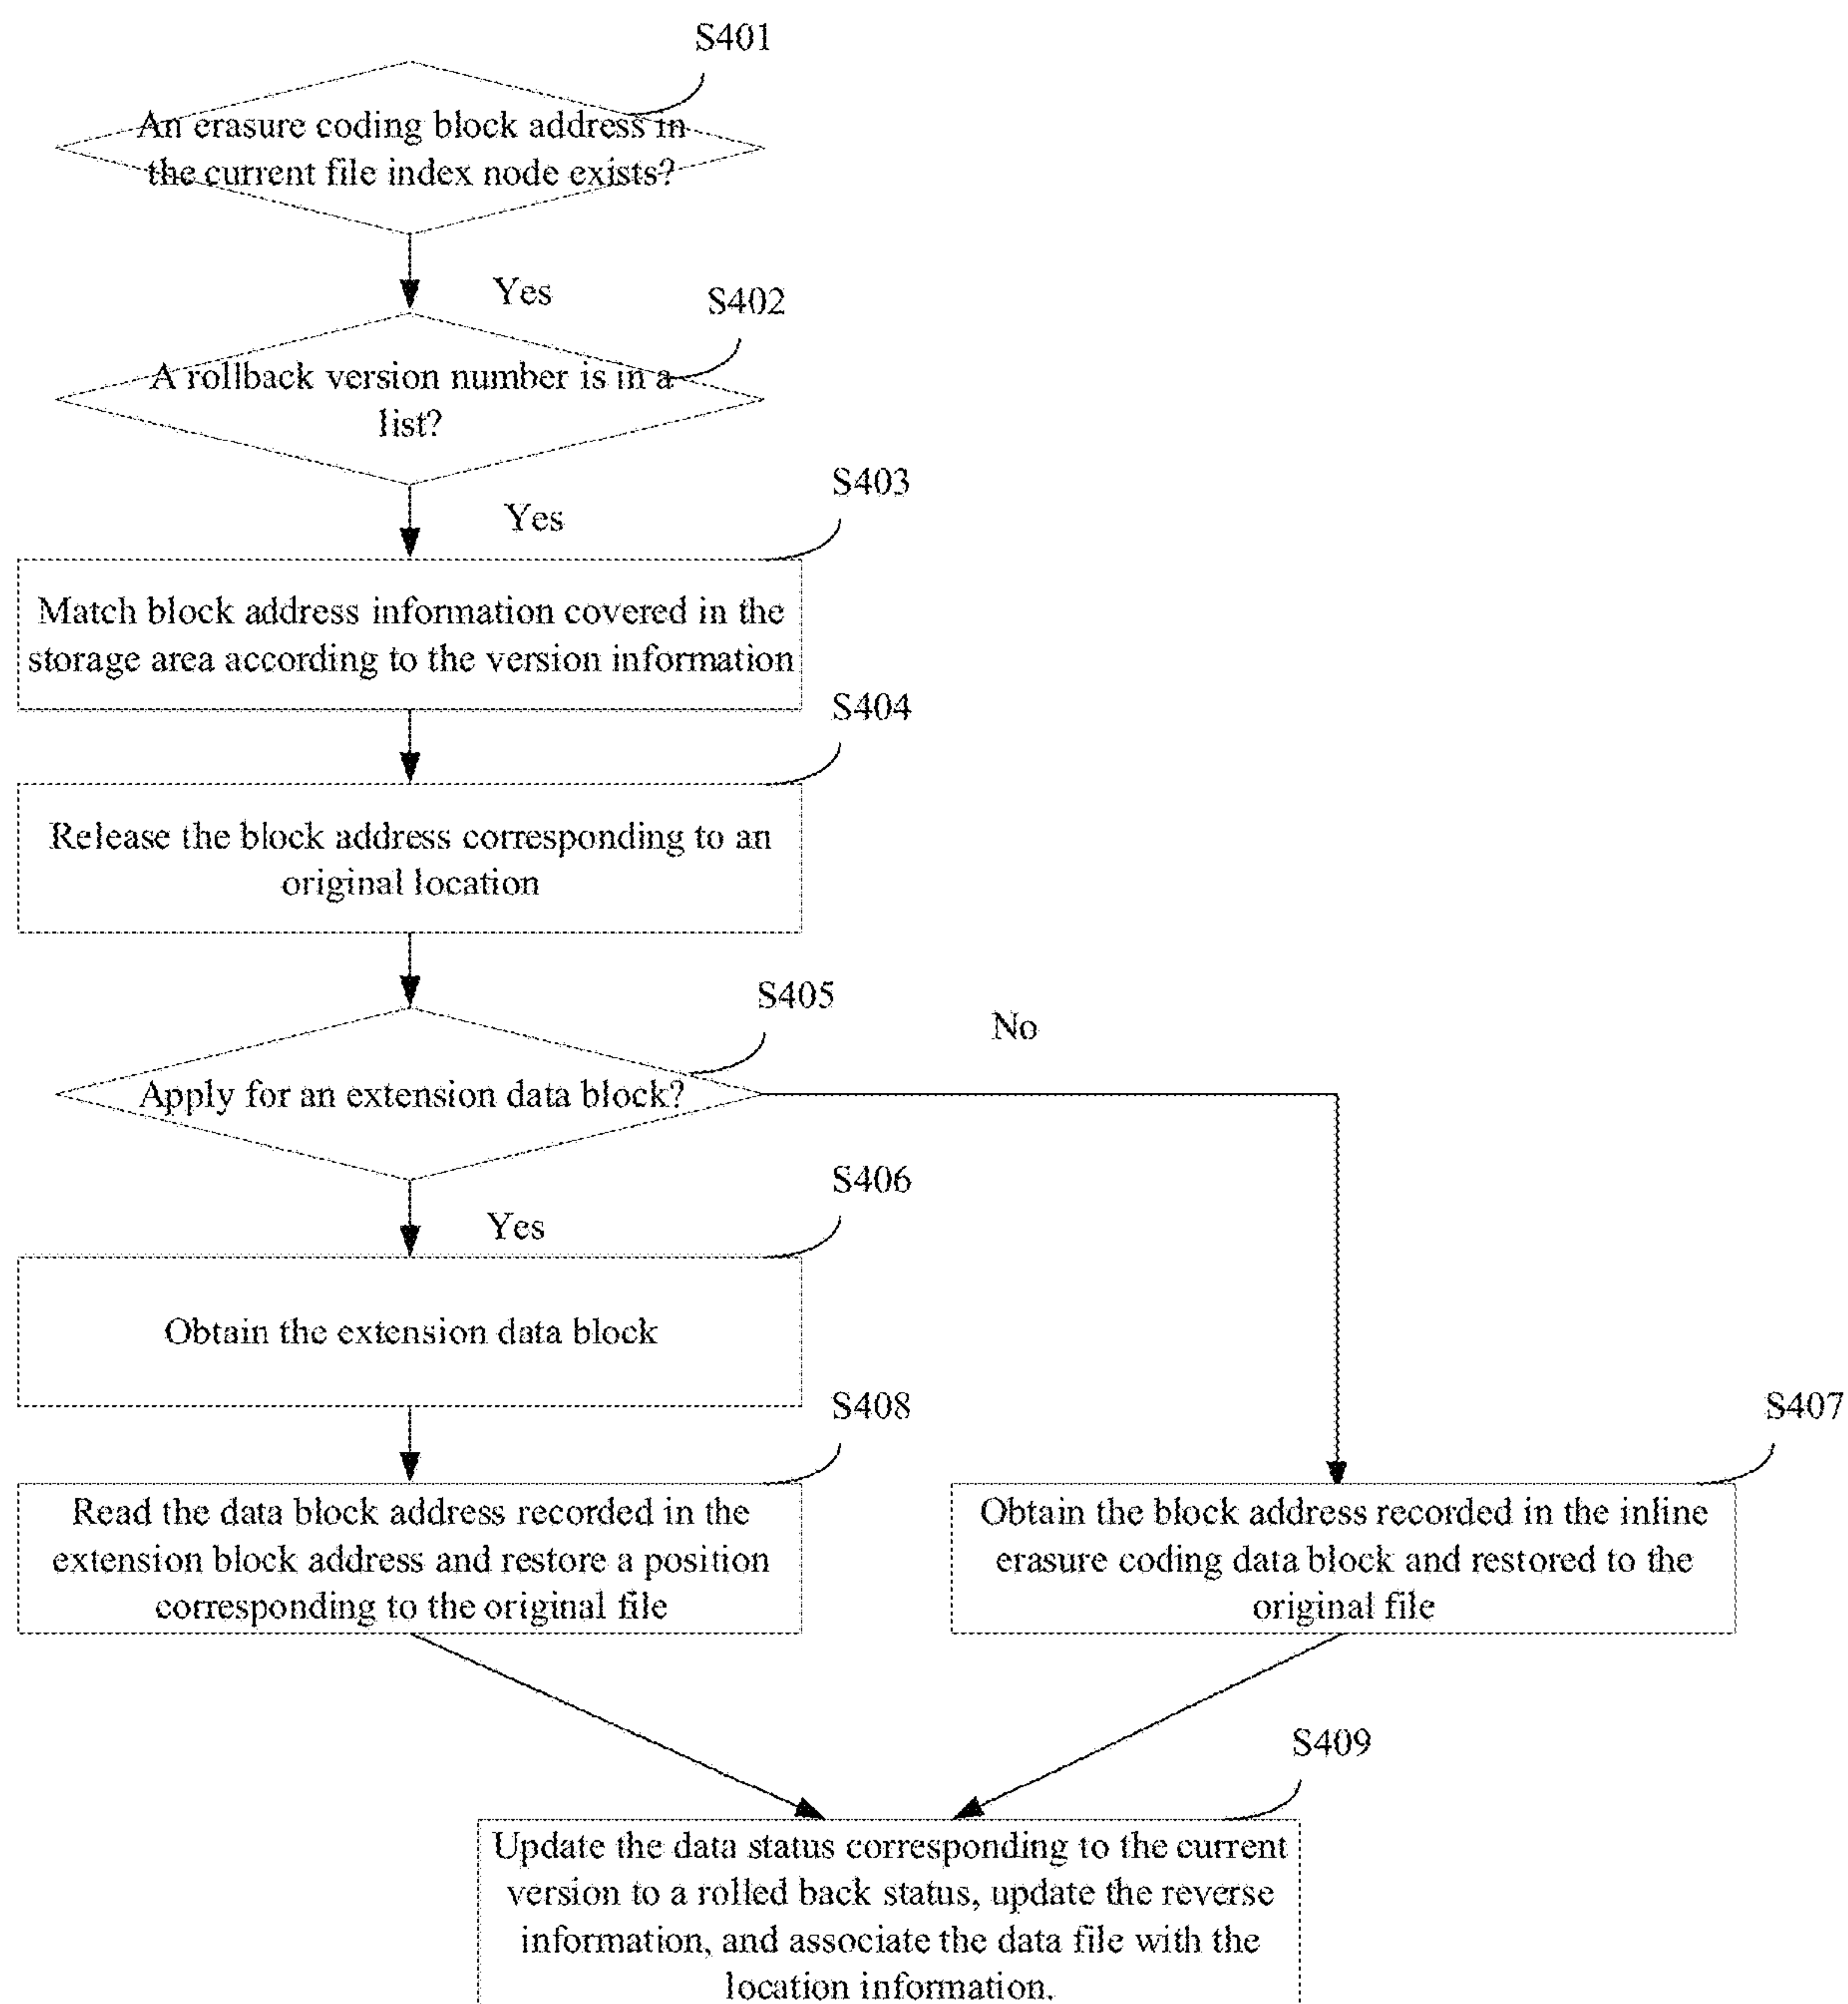 S401
An erasure coding block address in
the current file index node exists?
Yes
S402
A rollback version number is in a
list?
Yes
S403
Match block address information covered in the
storage area according to the version information
S404
Release the block address corresponding to an
original location
S405
No
Apply for an extension data block?
Yes
S406
Obtain the extension data block
S408
Read the data block address recorded in the
extension block address and restore a position
corresponding to the original file
S407
Obtain the block address recorded in the inline
erasure coding data block and restored to the
original file
S409
Update the data status corresponding to the current
version to a rolled back status, update the reverse
information, and associate the data file with the
location information.